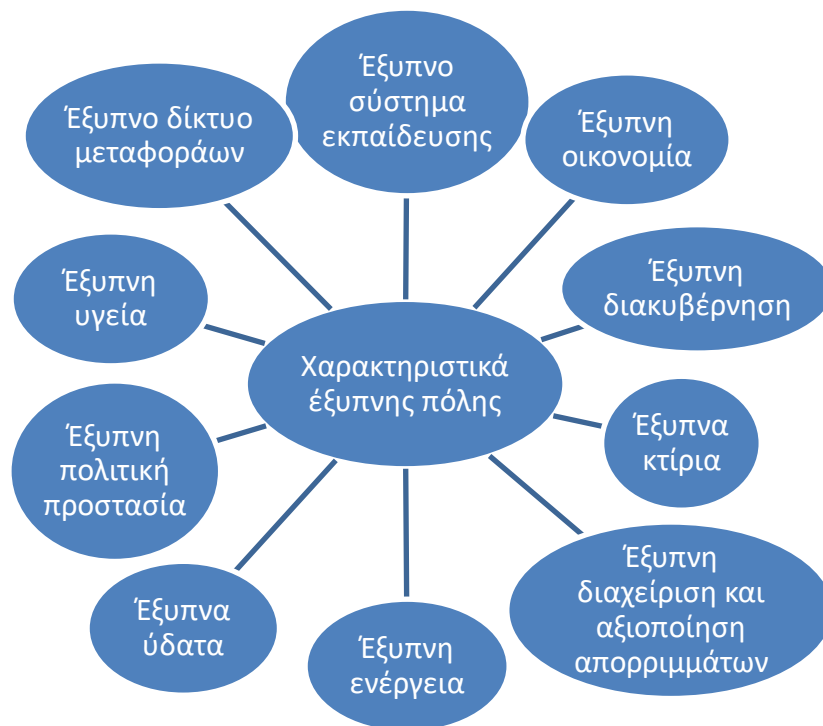 Έξυπνο
σύστημα
εκπαίδευσης
Έξυπνη
οικονομία
Έξυπνη
διακυβέρνηση
Έξυπνα
κτίρια
Έξυπνη
διαχείριση και
αξιοποίηση
απορριμμάτων
Έξυπνη
ενέργεια
Έξυπνα
ύδατα
Έξυπνη
πολιτική
προστασία
Έξυπνη
υγεία
Έξυπνο δίκτυο
μεταφοράων
Χαρακτηριστικά
έξυπνης πόλης